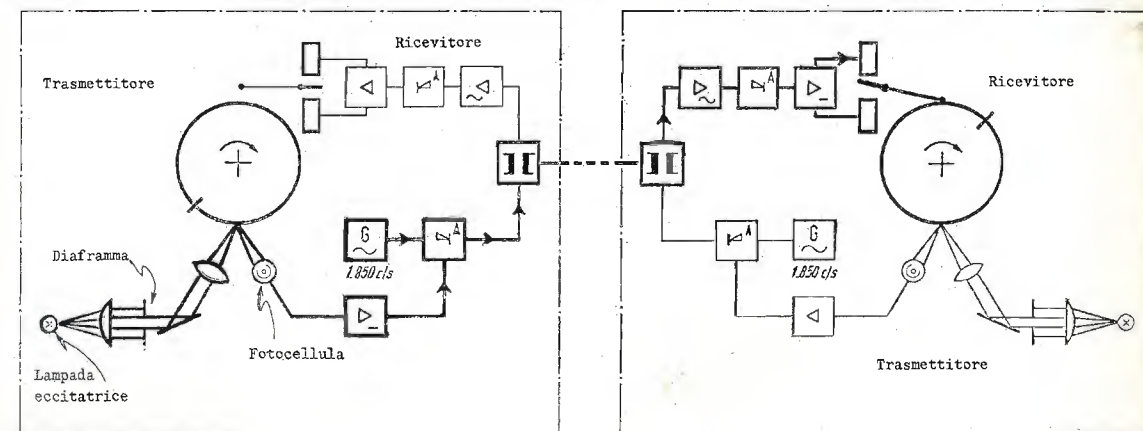 Ricevitore
Trasmettitore
Ricevitore
A
A
G
A
1.850 c/s
A
G
1.850 c/s
Diaframma
Fotocellula
Lampada
eccitatrice
Trasmettitore